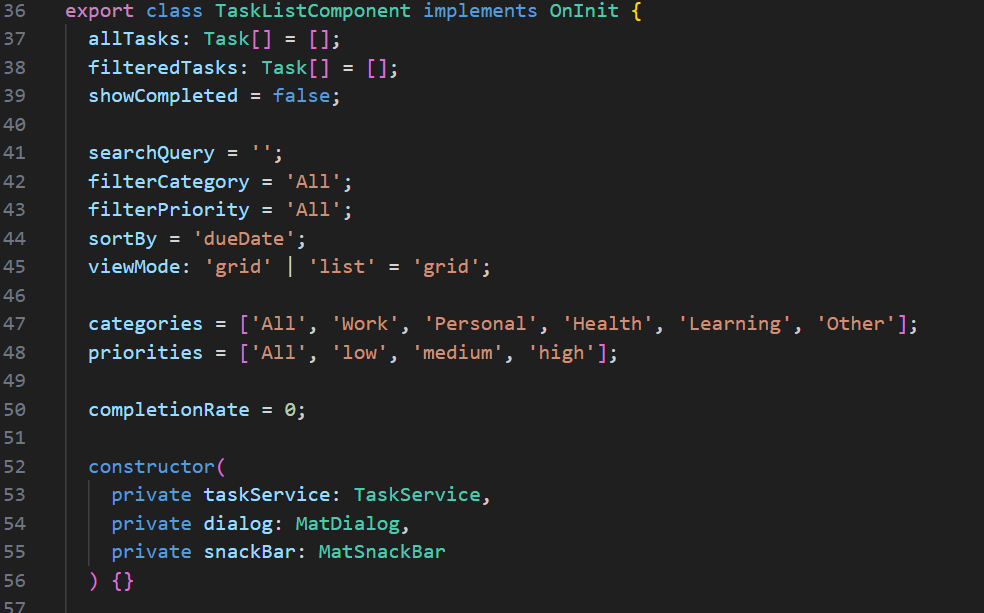 36 export class TaskListComponent implements OnInit {
37 allTasks: Task[] = [];
38 filteredTasks: Task[] = [];
39 showCompleted = false;
40
41 searchQuery = '';
42 filterCategory = 'All';
43 filterPriority = 'All';
44 sortBy = 'dueDate';
45 viewMode: 'grid' | 'list' = 'grid';
46
47 categories = ['All', 'Work', 'Personal', 'Health', 'Learning', 'Other'];
48 priorities = ['All', 'low', 'medium', 'high'];
49
50 completionRate = 0;
51
52 constructor(
53 private taskService: TaskService,
54 private dialog: MatDialog,
55 private snackBar: MatSnackBar
56 ) {}
57